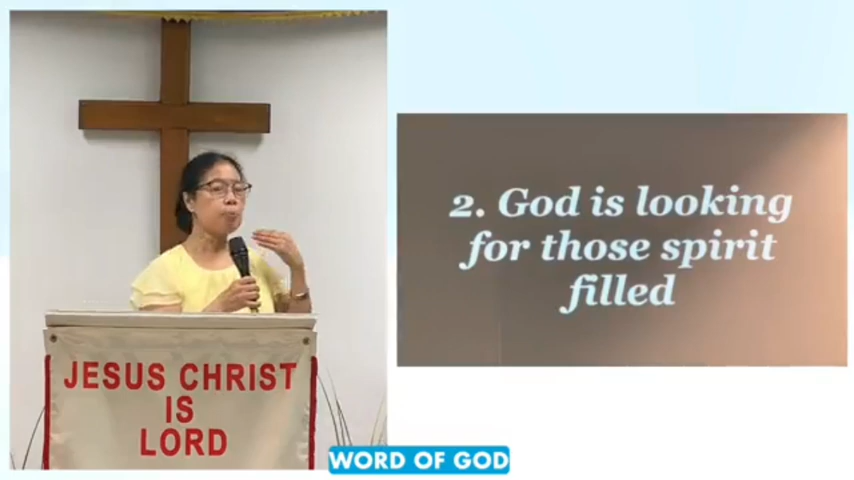 JESUS CHRIST
IS
LORD
2. God is looking
for those spirit
filled
WORD OF GOD